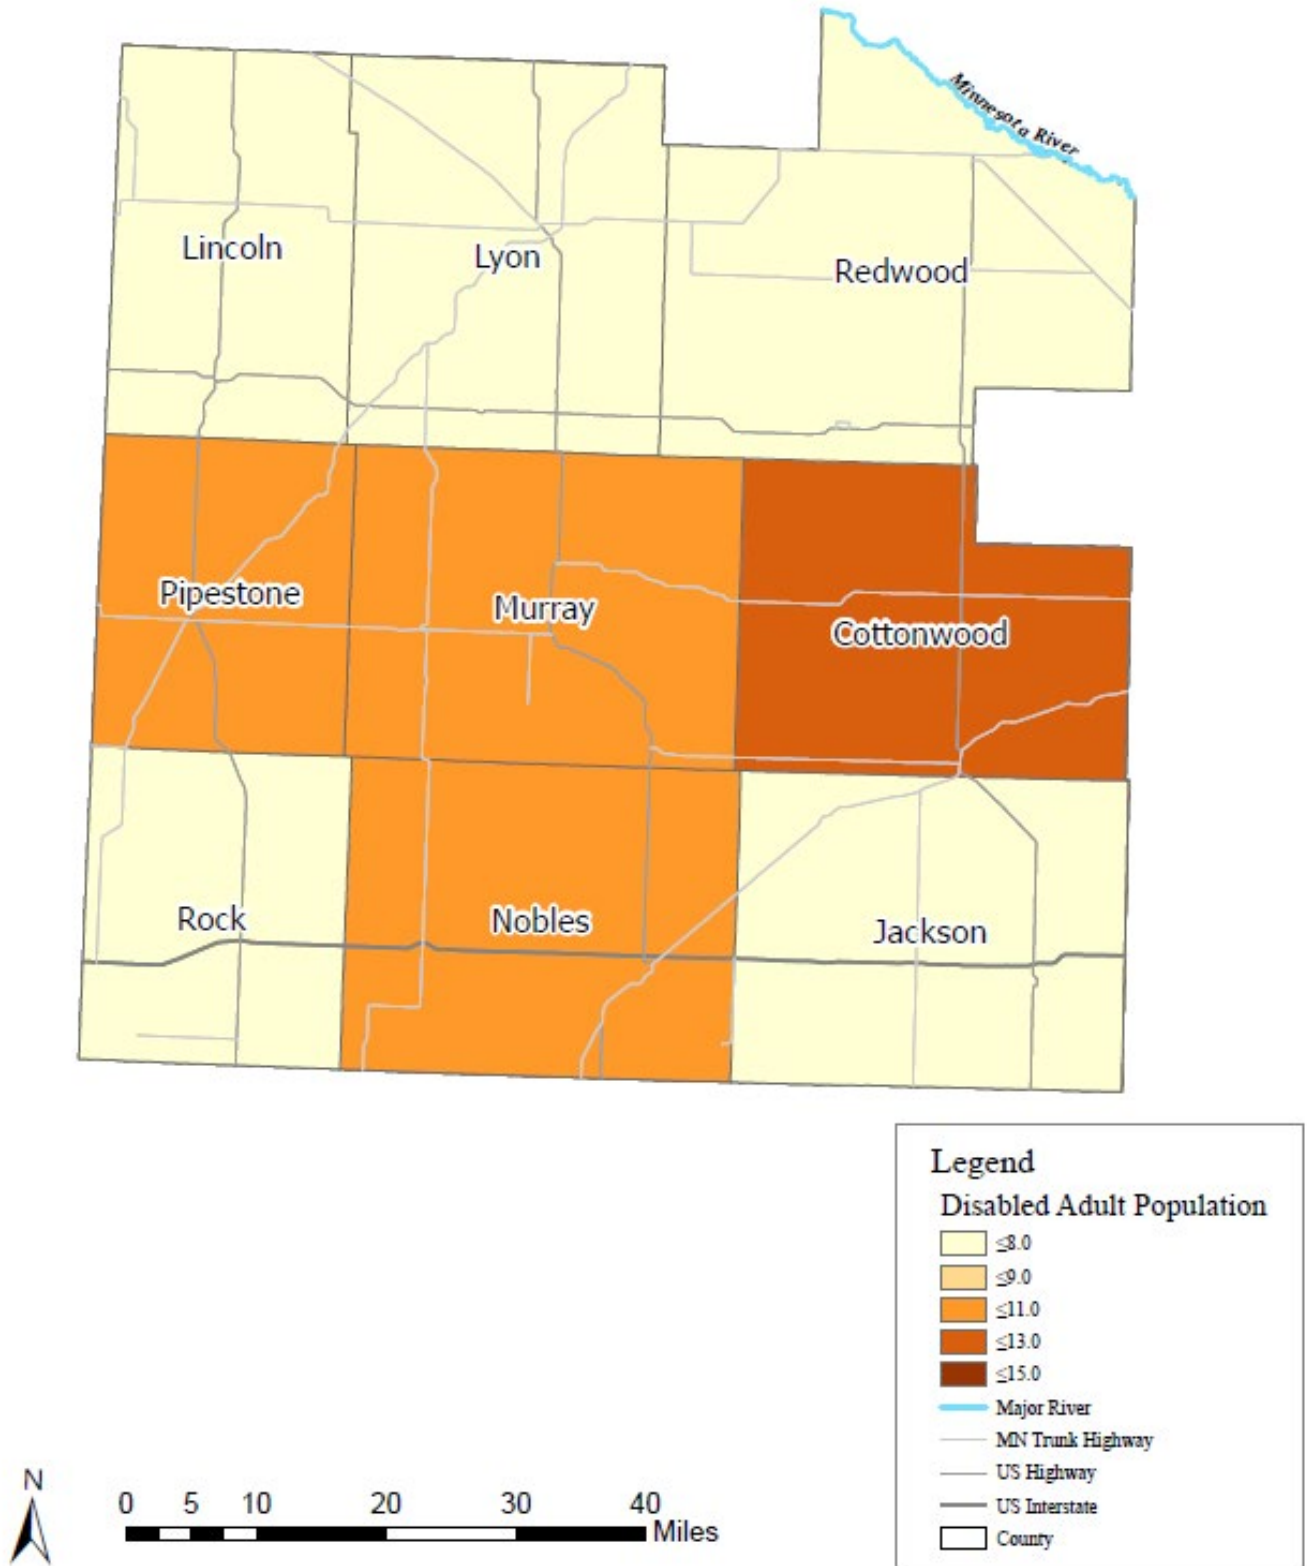 Minnesota River
Lincoln
Lyon
Redwood
Pipestone
Murray
Cottonwood
Rock
Nobles
Jackson
Legend
Disabled Adult Population
≤8.0
≤9.0
≤11.0
≤13.0
≤15.0
Major River
MN Trunk Highway
US Highway
US Interstate
County
N
0 5 10 20 30 40
Miles